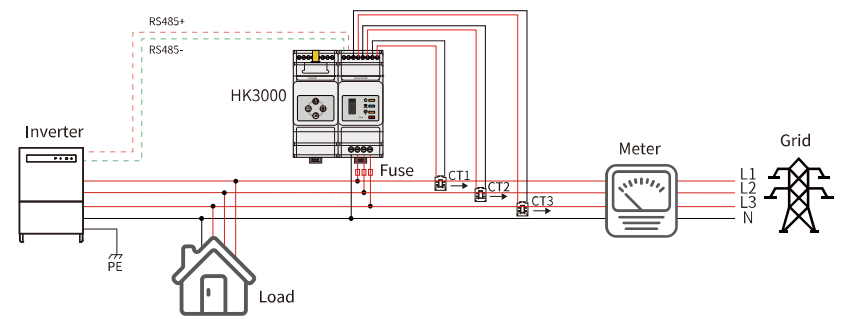 RS485+
RS485-
HK3000
Inverter
Fuse
CT1
CT2
CT3
Meter
Grid
L1
L2
L3
N
PE
Load